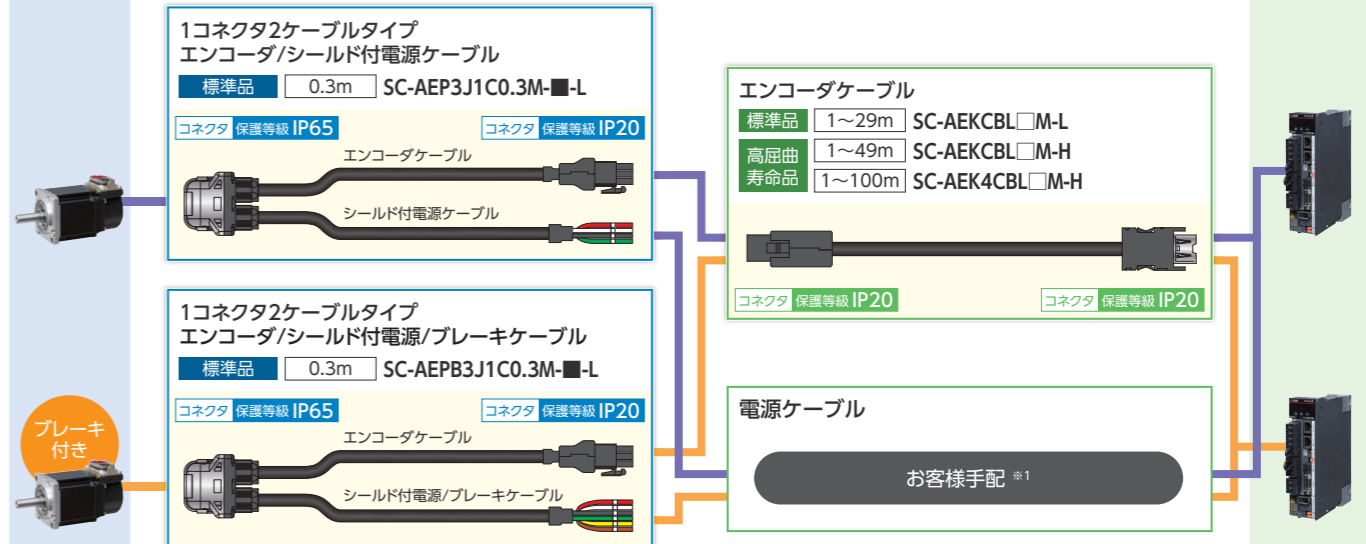 1コネクタ2ケーブルタイプ
エンコーダ/シールド付電源ケーブル
標準品 0.3m SC-AEP3J1C0.3M-■-L
コネクタ 保護等級 IP65
コネクタ 保護等級 IP20
エンコーダケーブル
シールド付電源ケーブル
1コネクタ2ケーブルタイプ
エンコーダ/シールド付電源/ブレーキケーブル
標準品 0.3m SC-AEPB3J1C0.3M-■-L
コネクタ 保護等級 IP65
コネクタ 保護等級 IP20
エンコーダケーブル
シールド付電源/ブレーキケーブル
ブレーキ
付き
エンコーダケーブル
標準品 1～29m SC-AEKCBL□M-L
高屈曲
寿命品
1～49m SC-AEKCBL□M-H
1～100m SC-AEK4CBL□M-H
コネクタ 保護等級 IP20
コネクタ 保護等級 IP20
電源ケーブル
お客様手配 ※1